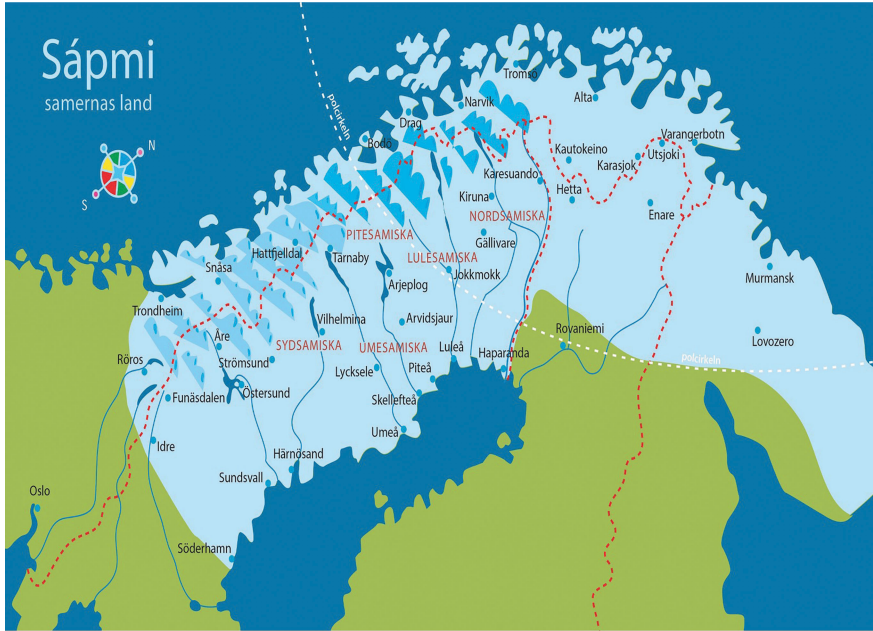 Sápmi
samernas land
N
S
polcirkeln
Tromsö
Narvik
Alta
Drag
Bodö
Varangerbotn
Kautokeino
Utsjoki
Karasjok
Karesuando
Hetta
Kiruna
Enare
NORDSAMISKA
PITESAMISKA
Gällivare
Hattfjelldal
Tärnaby
LULESAMISKA
Snåsa
Jokkmokk
Murmansk
Arjeplog
Trondheim
Vilhelmina
Arvidsjaur
Rovaniemi
Lovozero
Åre
SYDSAMISKA
UMESAMISKA
Luleå
Haparanda
polcirkeln
Röros
Strömsund
Lycksele
Piteå
Funäsdalen
Östersund
Skellefteå
Umeå
Idre
Härnösand
Sundsvall
Oslo
Söderhamn